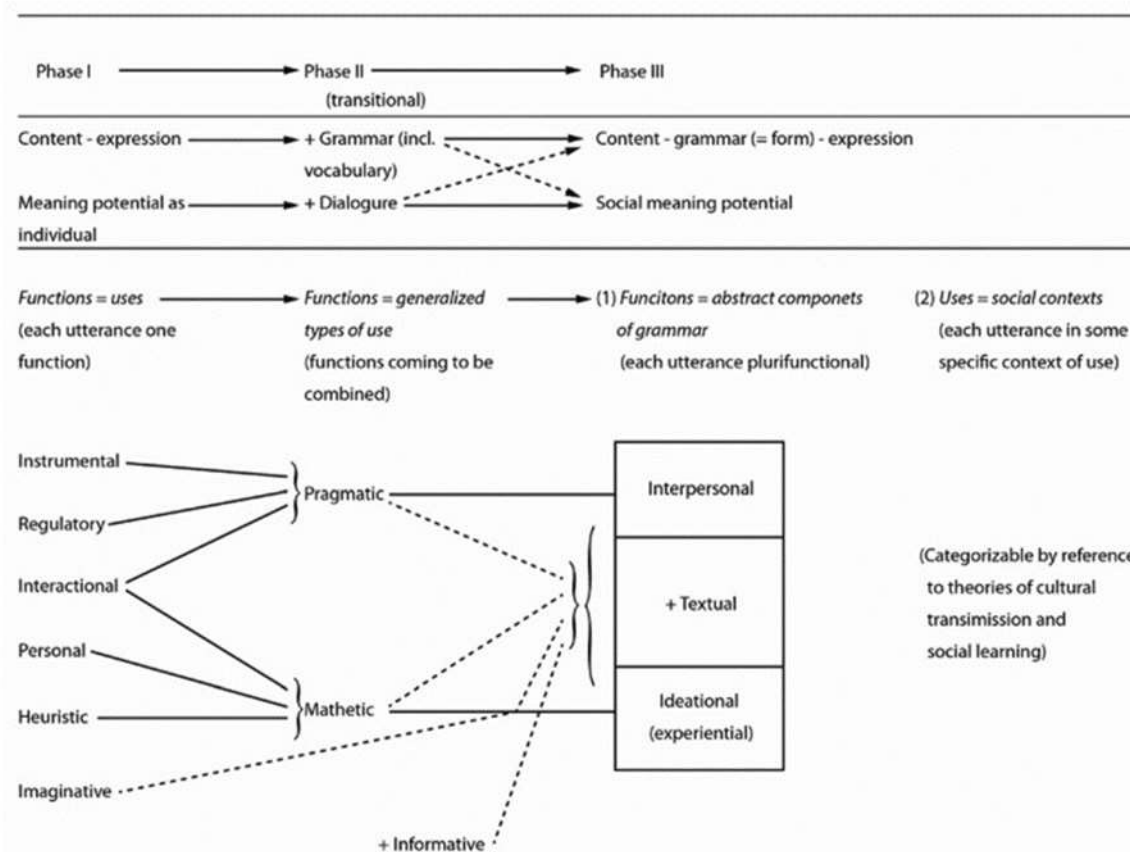 Phase I
Phase II
(transitional)
Phase III
Content - expression
+ Grammar (incl.
vocabulary)
Content - grammar (= form) - expression
Meaning potential as
individual
+ Dialogure
Social meaning potential
Functions = uses
(each utterance one
function)
Functions = generalized
types of use
(functions coming to be
combined)
(1) Funcitons = abstract componets
of grammar
(each utterance plurifunctional)
(2) Uses = social contexts
(each utterance in some
specific context of use)
Instrumental
Regulatory
Interactional
Personal
Heuristic
Imaginative
Pragmatic
Mathetic
+ Informative
Interpersonal
+ Textual
Ideational
(experiential)
(Categorizable by reference
to theories of cultural
transimission and
social learning)